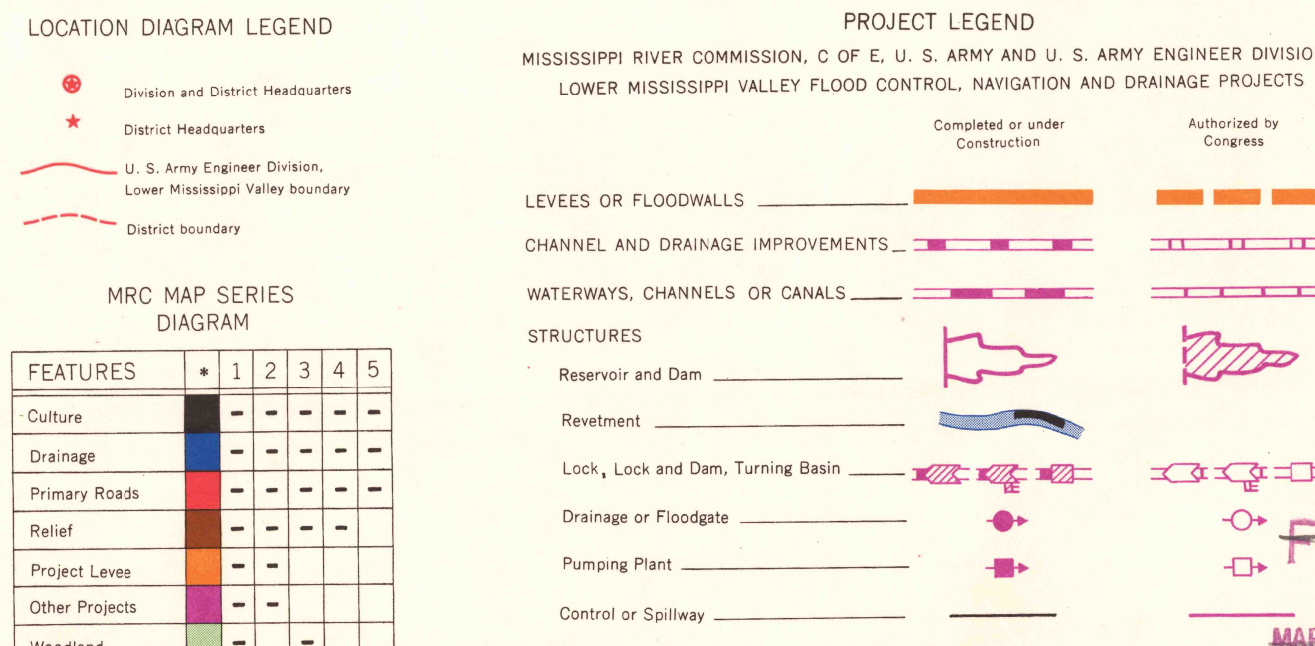 LOCATION DIAGRAM LEGEND
Division and District Headquarters
District Headquarters
U. S. Army Engineer Division,
Lower Mississippi Valley boundary
District boundary
MRC MAP SERIES
DIAGRAM
FEATURES * 1 2 3 4 5
Culture - - - - -
Drainage - - - - -
Primary Roads - - - - -
Relief - - - -
Project Levee - -
Other Projects - -
Woodland - -
PROJECT LEGEND
MISSISSIPPI RIVER COMMISSION, C OF E, U. S. ARMY AND U. S. ARMY ENGINEER DIVISIO
LOWER MISSISSIPPI VALLEY FLOOD CONTROL, NAVIGATION AND DRAINAGE PROJECTS
Completed or under
Construction
Authorized by
Congress
LEVEES OR FLOODWALLS
CHANNEL AND DRAINAGE IMPROVEMENTS
WATERWAYS, CHANNELS OR CANALS
STRUCTURES
Reservoir and Dam
Revetment
Lock, Lock and Dam, Turning Basin
Drainage or Floodgate
Pumping Plant
Control or Spillway
F
MAP